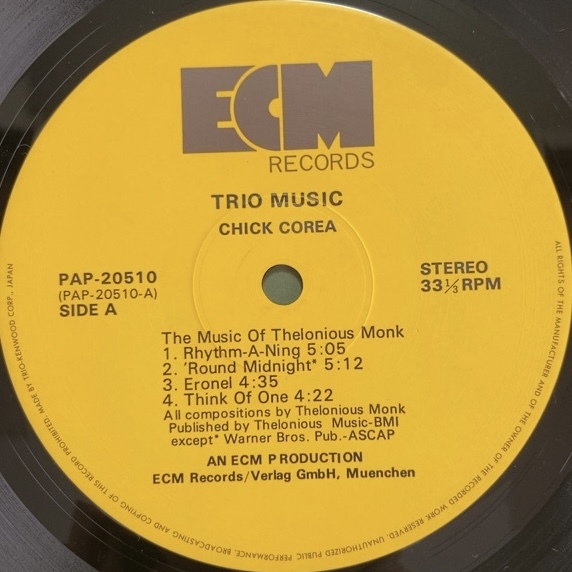 ECM
RECORDS
TRIO MUSIC
CHICK COREA
PAP-20510
(PAP-20510-A)
SIDE A
STEREO
33⅓ RPM
The Music Of Thelonious Monk
1. Rhythm-A-Ning 5:05
2. 'Round Midnight* 5:12
3. Eronel 4:35
4. Think Of One 4:22
All compositions by Thelonious Monk
Published by Thelonious Music-BMI
except* Warner Bros. Pub.-ASCAP
AN ECM PRODUCTION
ECM Records/Verlag GmbH, Muenchen
ALL RIGHTS OF THE MANUFACTURER AND OF THE OWNER OF THE RECORDED WORK RESERVED. UNAUTHORIZED PUBLIC PERFORMANCE, BROADCASTING AND COPYING OF THIS RECORD PROHIBITED. MADE BY TRIO-KENWOOD CORP., JAPAN